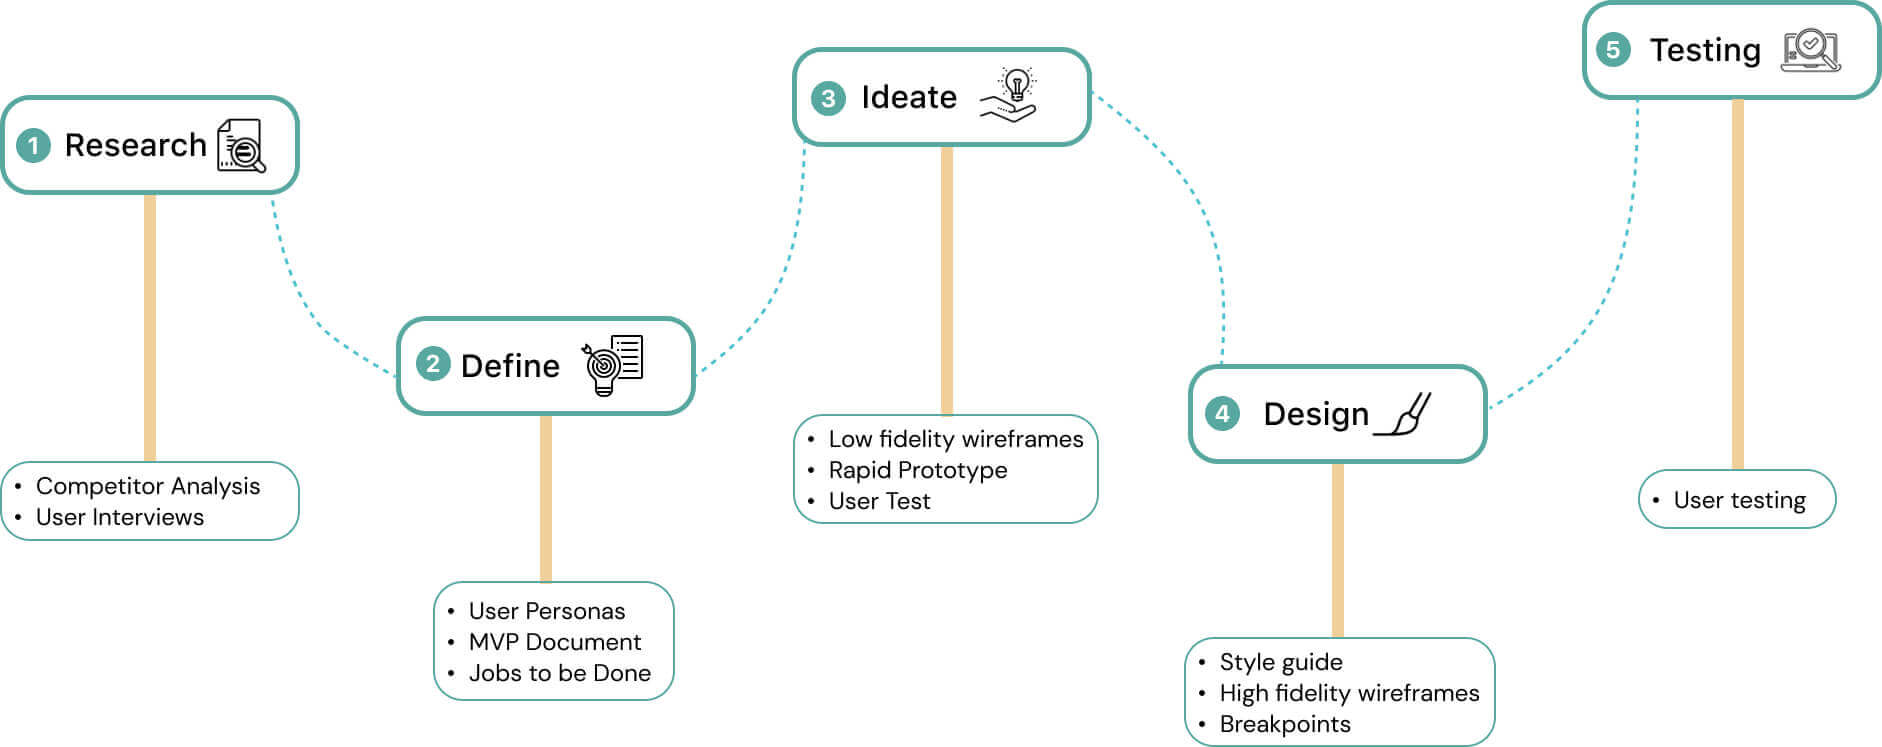 1 Research
• Competitor Analysis
• User Interviews
2 Define
• User Personas
• MVP Document
• Jobs to be Done
3 Ideate
• Low fidelity wireframes
• Rapid Prototype
• User Test
4 Design
• Style guide
• High fidelity wireframes
• Breakpoints
5 Testing
• User testing